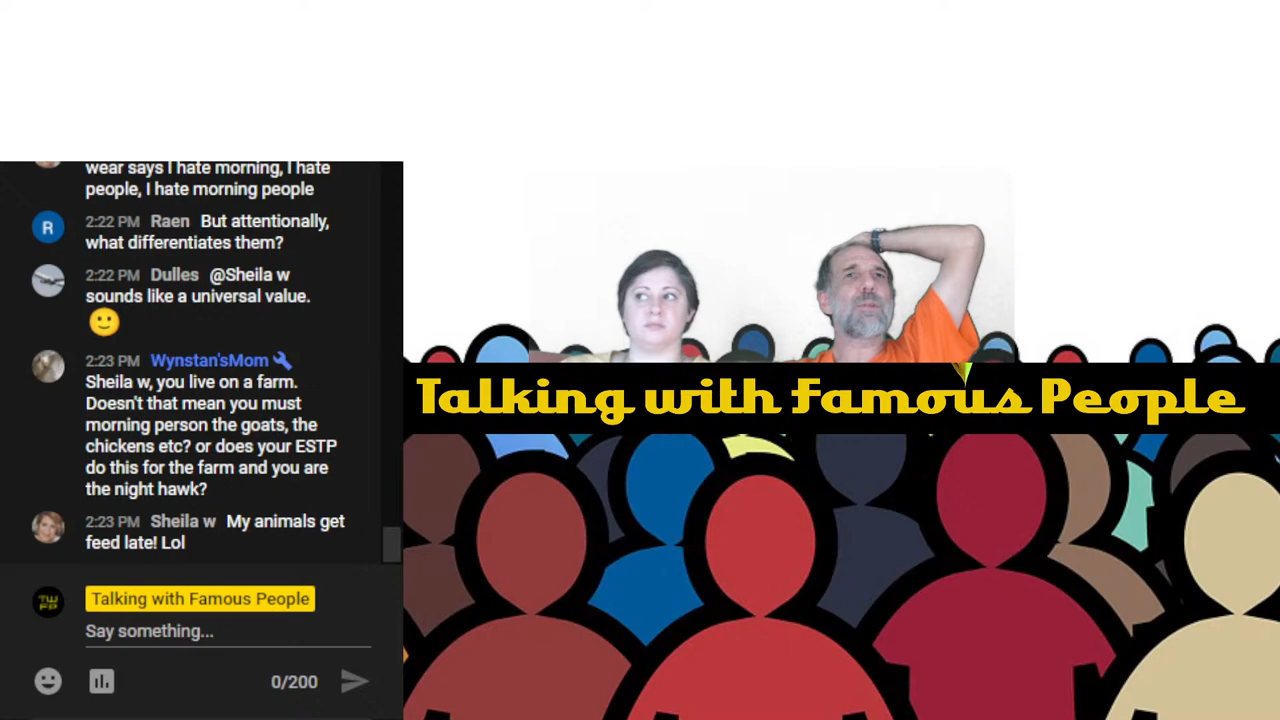 wear says I hate morning, I hate
people, I hate morning people
R 2:22 PM Raen But attentionally,
what differentiates them?
2:22 PM Dulles @Sheila w
sounds like a universal value.
🙂
2:23 PM Wynstan'sMom
Sheila w, you live on a farm.
Doesn't that mean you must
morning person the goats, the
chickens etc? or does your ESTP
do this for the farm and you are
the night hawk?
2:23 PM Sheila w My animals get
feed late! Lol
TW
FP
Talking with Famous People
Say something...
0/200
Talking with Famous People